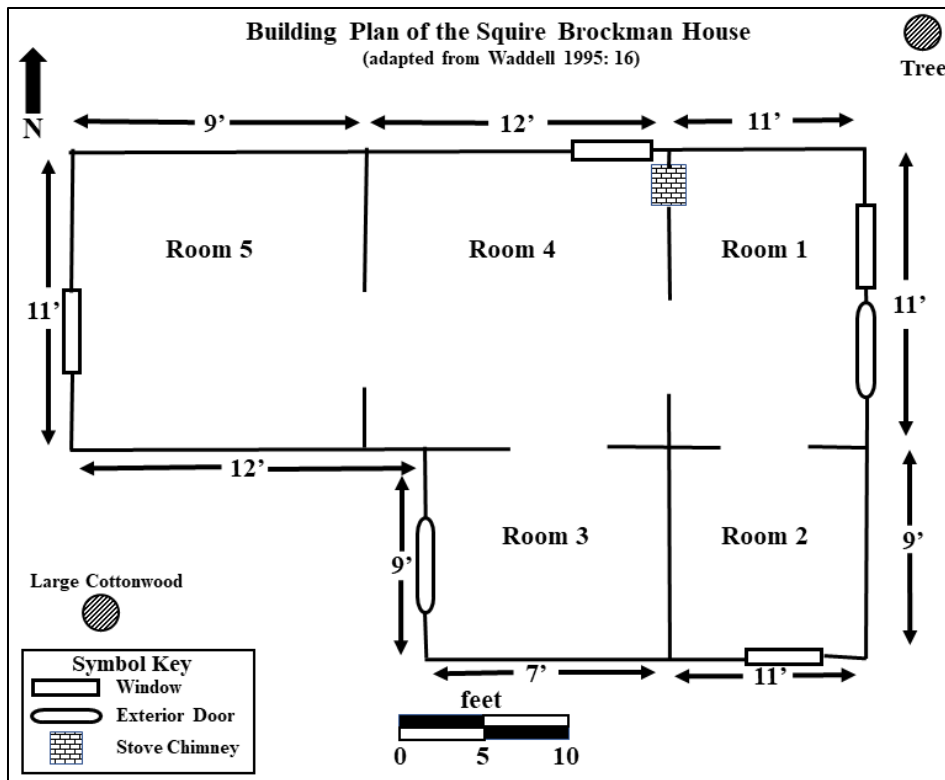 Building Plan of the Squire Brockman House
(adapted from Waddell 1995: 16)
Tree
N
9’
12’
11’
Room 5
Room 4
Room 1
11’
11’
12’
Room 3
Room 2
9’
9’
Large Cottonwood
7’
11’
Symbol Key
Window
Exterior Door
Stove Chimney
feet
0 5 10